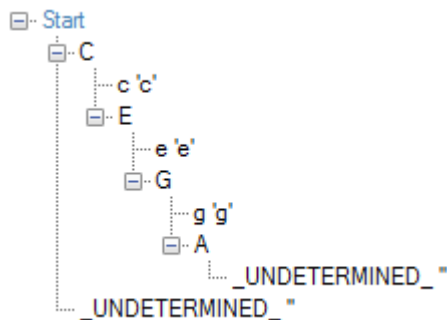 Start
C
c 'c'
E
e 'e'
G
g 'g'
A
_UNDETERMINED_ ''
_UNDETERMINED_ ''